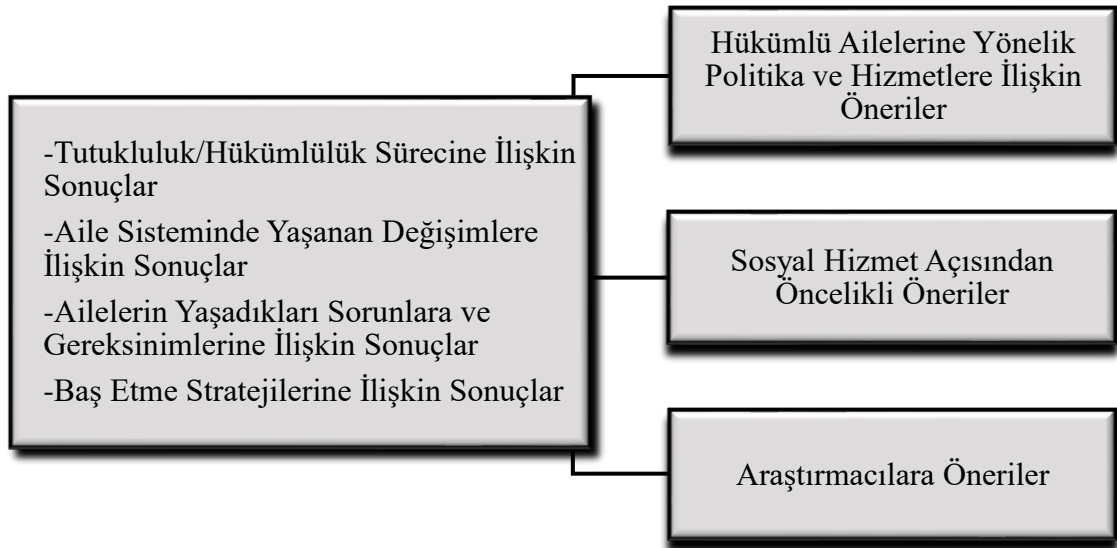 -Tutukluluk/Hükümlülük Sürecine İlişkin
Sonuçlar
-Aile Sisteminde Yaşanan Değişimlere
İlişkin Sonuçlar
-Ailelerin Yaşadıkları Sorunlara ve
Gereksinimlerine İlişkin Sonuçlar
-Baş Etme Stratejilerine İlişkin Sonuçlar
Hükümlü Ailelerine Yönelik
Politika ve Hizmetlere İlişkin
Öneriler
Sosyal Hizmet Açısından
Öncelikli Öneriler
Araştırmacılara Öneriler